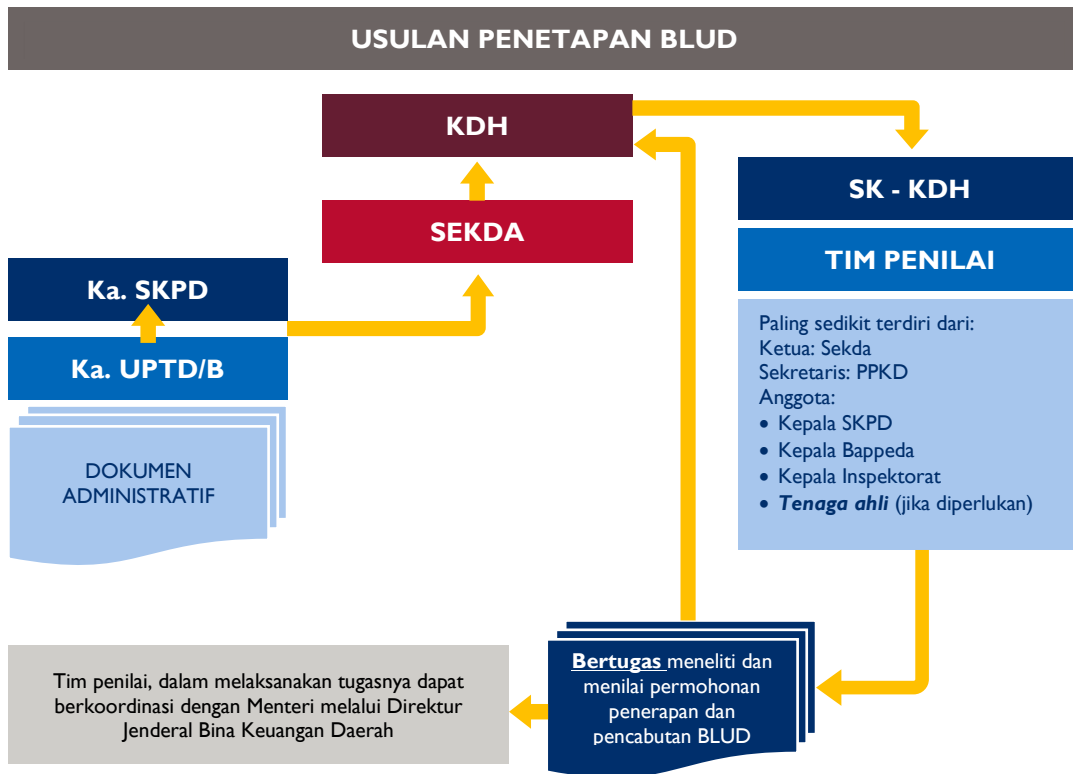 USULAN PENETAPAN BLUD
KDH
SEKDA
Ka. SKPD
Ka. UPTD/B
DOKUMEN
ADMINISTRATIF
SK - KDH
TIM PENILAI
Paling sedikit terdiri dari:
Ketua: Sekda
Sekretaris: PPKD
Anggota:
• Kepala SKPD
• Kepala Bappeda
• Kepala Inspektorat
• Tenaga ahli (jika diperlukan)
Bertugas meneliti dan
menilai permohonan
penerapan dan
pencabutan BLUD
Tim penilai, dalam melaksanakan tugasnya dapat
berkoordinasi dengan Menteri melalui Direktur
Jenderal Bina Keuangan Daerah